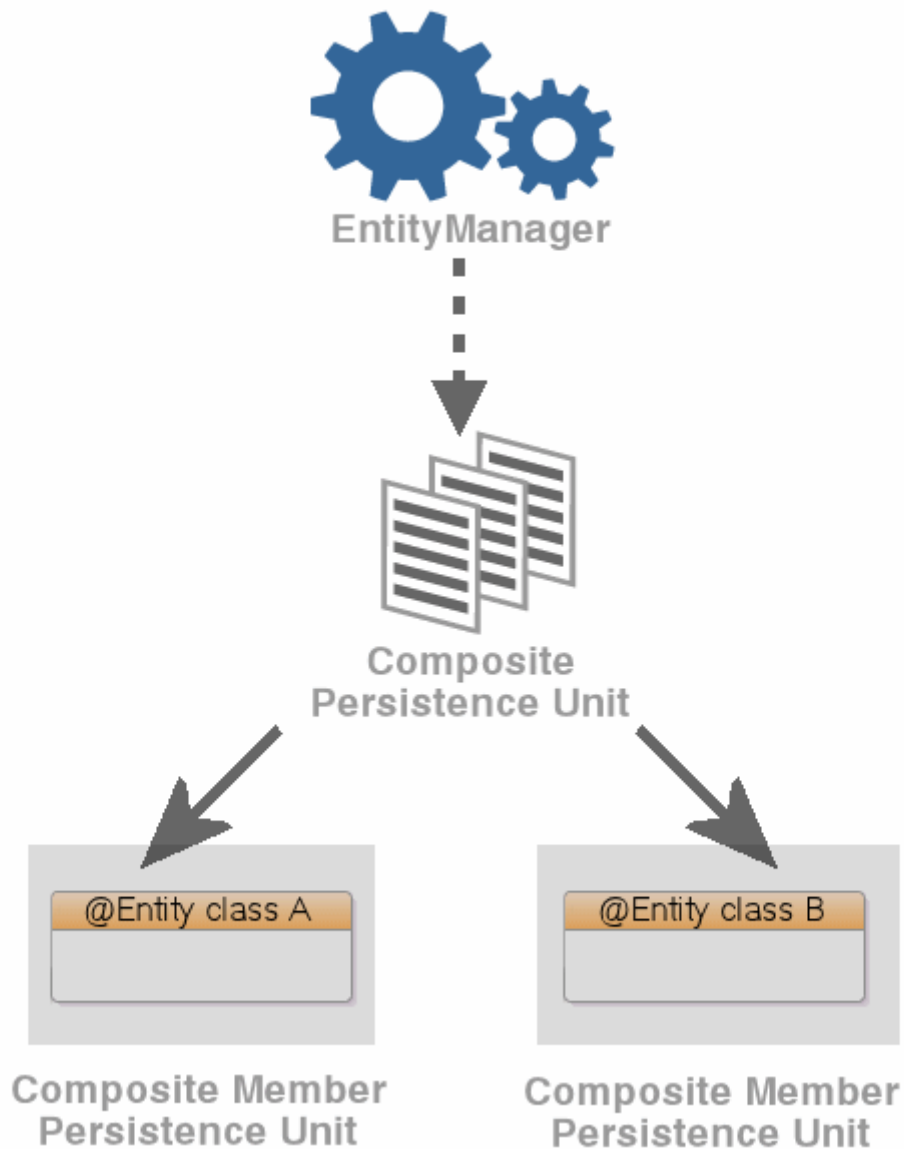 EntityManager
Composite
Persistence Unit
@Entity class A
@Entity class B
Composite Member
Persistence Unit
Composite Member
Persistence Unit